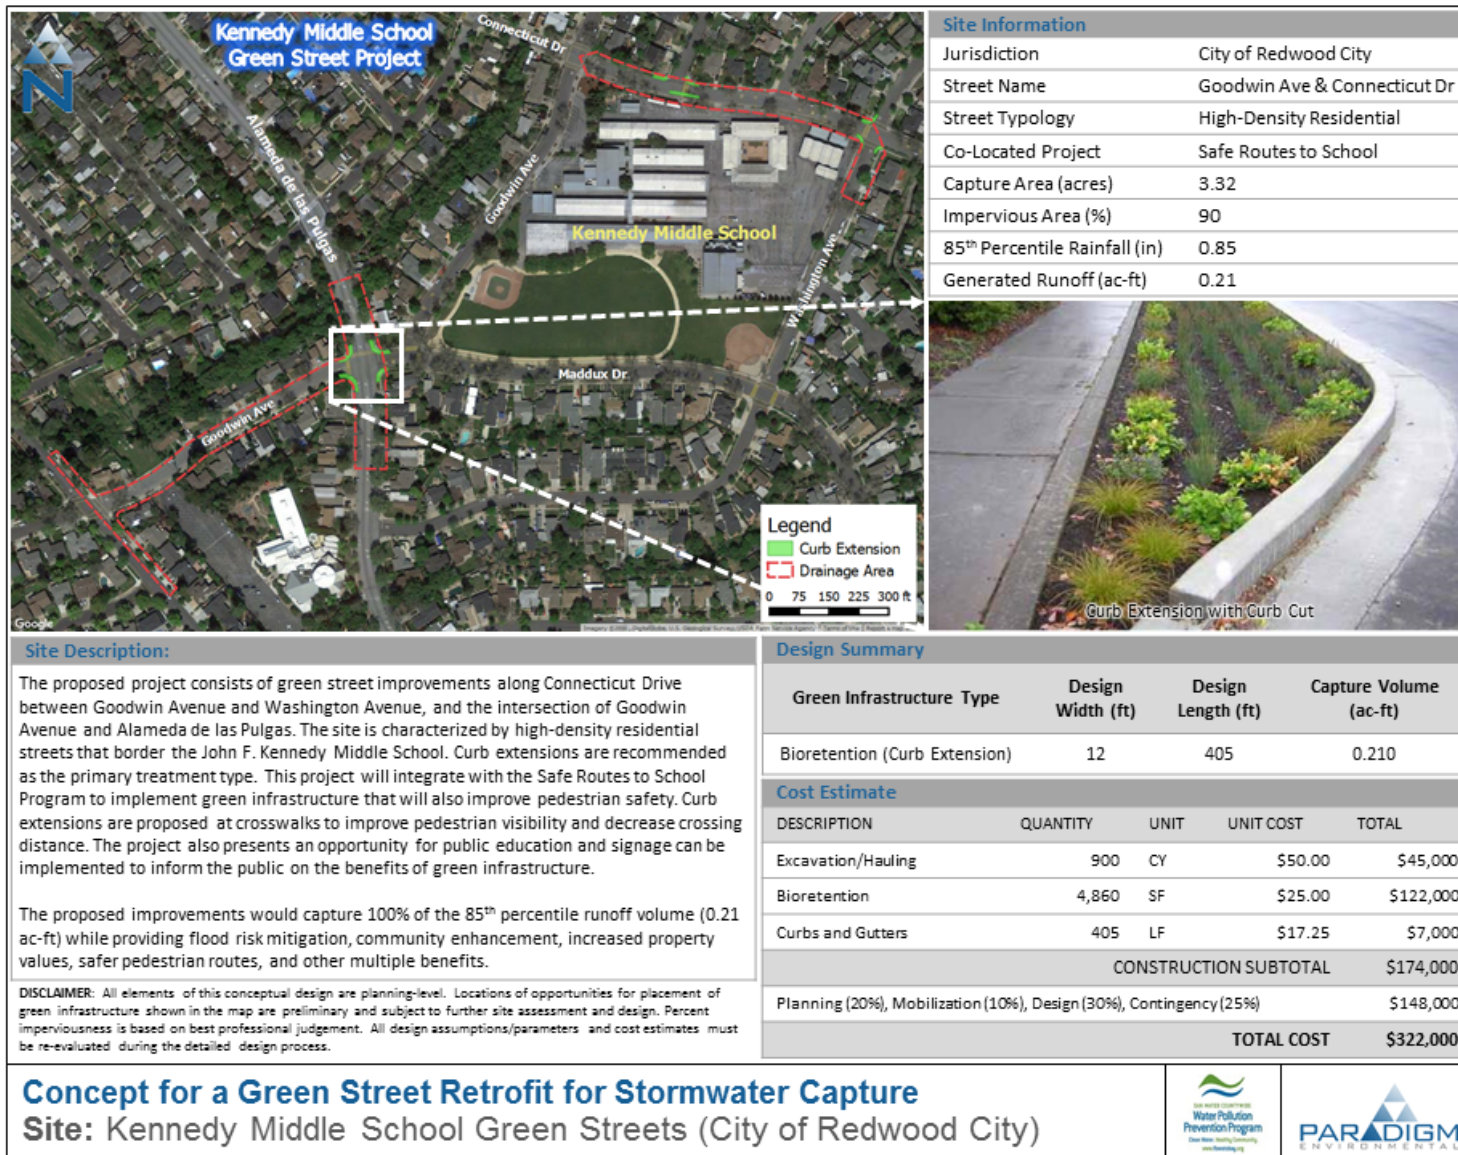 Kennedy Middle School
Green Street Project
N
Connecticut Dr
Alameda de las Pulgas
Goodwin Ave
Kennedy Middle School
Washington Ave
Maddux Dr
Goodwin Ave
Legend
Curb Extension
Drainage Area
0 75 150 225 300 ft
Google
Site Information
Jurisdiction City of Redwood City
Street Name Goodwin Ave & Connecticut Dr
Street Typology High-Density Residential
Co-Located Project Safe Routes to School
Capture Area (acres) 3.32
Impervious Area (%) 90
85th Percentile Rainfall (in) 0.85
Generated Runoff (ac-ft) 0.21
Curb Extension with Curb Cut
Site Description:
The proposed project consists of green street improvements along Connecticut Drive
between Goodwin Avenue and Washington Avenue, and the intersection of Goodwin
Avenue and Alameda de las Pulgas. The site is characterized by high-density residential
streets that border the John F. Kennedy Middle School. Curb extensions are recommended
as the primary treatment type. This project will integrate with the Safe Routes to School
Program to implement green infrastructure that will also improve pedestrian safety. Curb
extensions are proposed at crosswalks to improve pedestrian visibility and decrease crossing
distance. The project also presents an opportunity for public education and signage can be
implemented to inform the public on the benefits of green infrastructure.
The proposed improvements would capture 100% of the 85th percentile runoff volume (0.21
ac-ft) while providing flood risk mitigation, community enhancement, increased property
values, safer pedestrian routes, and other multiple benefits.
DISCLAIMER: All elements of this conceptual design are planning-level. Locations of opportunities for placement of
green infrastructure shown in the map are preliminary and subject to further site assessment and design. Percent
imperviousness is based on best professional judgement. All design assumptions/parameters and cost estimates must
be re-evaluated during the detailed design process.
Design Summary
Green Infrastructure Type Design Width (ft) Design Length (ft) Capture Volume (ac-ft)
Bioretention (Curb Extension) 12 405 0.210
Cost Estimate
DESCRIPTION QUANTITY UNIT UNIT COST TOTAL
Excavation/Hauling 900 CY $50.00 $45,000
Bioretention 4,860 SF $25.00 $122,000
Curbs and Gutters 405 LF $17.25 $7,000
CONSTRUCTION SUBTOTAL $174,000
Planning (20%), Mobilization (10%), Design (30%), Contingency (25%) $148,000
TOTAL COST $322,000
Concept for a Green Street Retrofit for Stormwater Capture
Site: Kennedy Middle School Green Streets (City of Redwood City)
Water Pollution
Prevention Program
PARADIGM
ENVIRONMENTAL